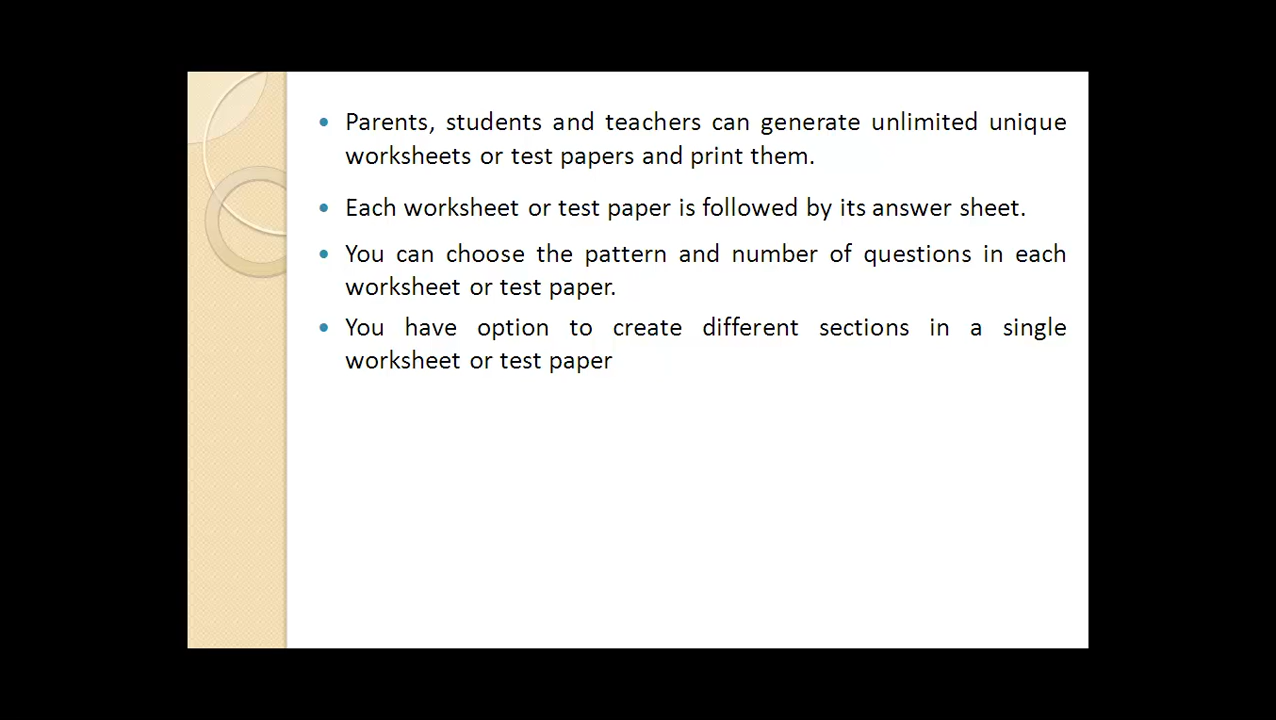 • Parents, students and teachers can generate unlimited unique
worksheets or test papers and print them.
• Each worksheet or test paper is followed by its answer sheet.
• You can choose the pattern and number of questions in each
worksheet or test paper.
• You have option to create different sections in a single
worksheet or test paper